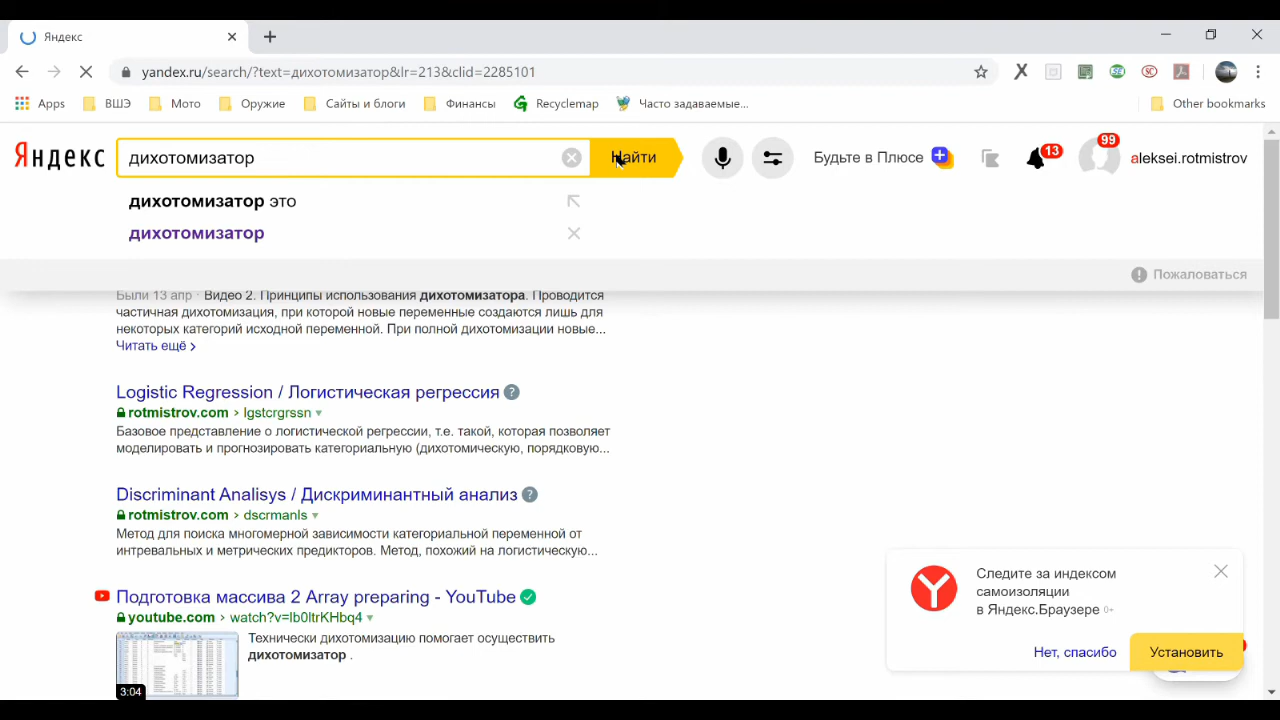 Яндекс
yandex.ru/search/?text=дихотомизатор&lr=213&clid=2285101
Apps ВШЭ Мото Оружие Сайты и блоги Финансы Recyclemap Часто задаваемые... Other bookmarks
Яндекс дихотомизатор Найти Будьте в Плюсе 13 99 aleksei.rotmistrov
дихотомизатор это
дихотомизатор
Пожаловаться
Были 13 апр · Видео 2. Принципы использования дихотомизатора. Проводится
частичная дихотомизация, при которой новые переменные создаются лишь для
некоторых категорий исходной переменной. При полной дихотомизации новые...
Читать ещё >
Logistic Regression / Логистическая регрессия ?
rotmistrov.com › lgstcrgrssn
Базовое представление о логистической регрессии, т.е. такой, которая позволяет
моделировать и прогнозировать категориальную (дихотомическую, порядковую...
Discriminant Analisys / Дискриминантный анализ ?
rotmistrov.com › dscrmanls
Метод для поиска многомерной зависимости категориальной переменной от
интревальных и метрических предикторов. Метод, похожий на логистическую...
Подготовка массива 2 Array preparing - YouTube
youtube.com › watch?v=lb0ltrKHbq4
Технически дихотомизацию помогает осуществить
дихотомизатор .
3:04
Следите за индексом
самоизоляции
в Яндекс.Браузере 0+
Нет, спасибо Установить